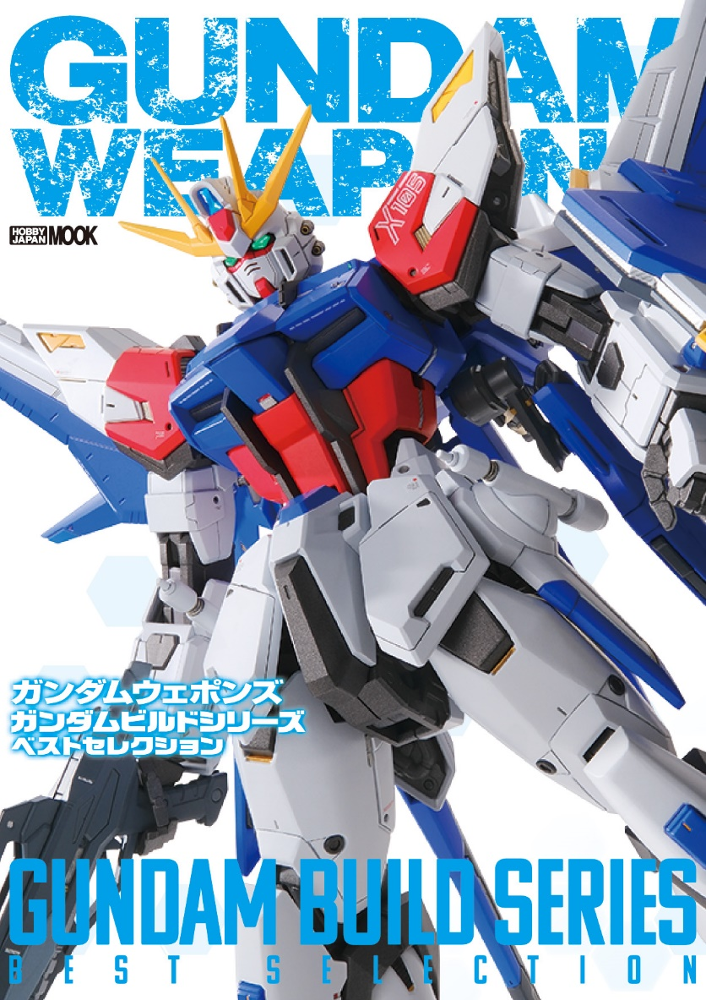 GUNDAM
WEAPONS
HOBBY
JAPAN MOOK
X105
ガンダムウェポンズ
ガンダムビルドシリーズ
ベストセレクション
GUNDAM BUILD SERIES
BEST SELECTION